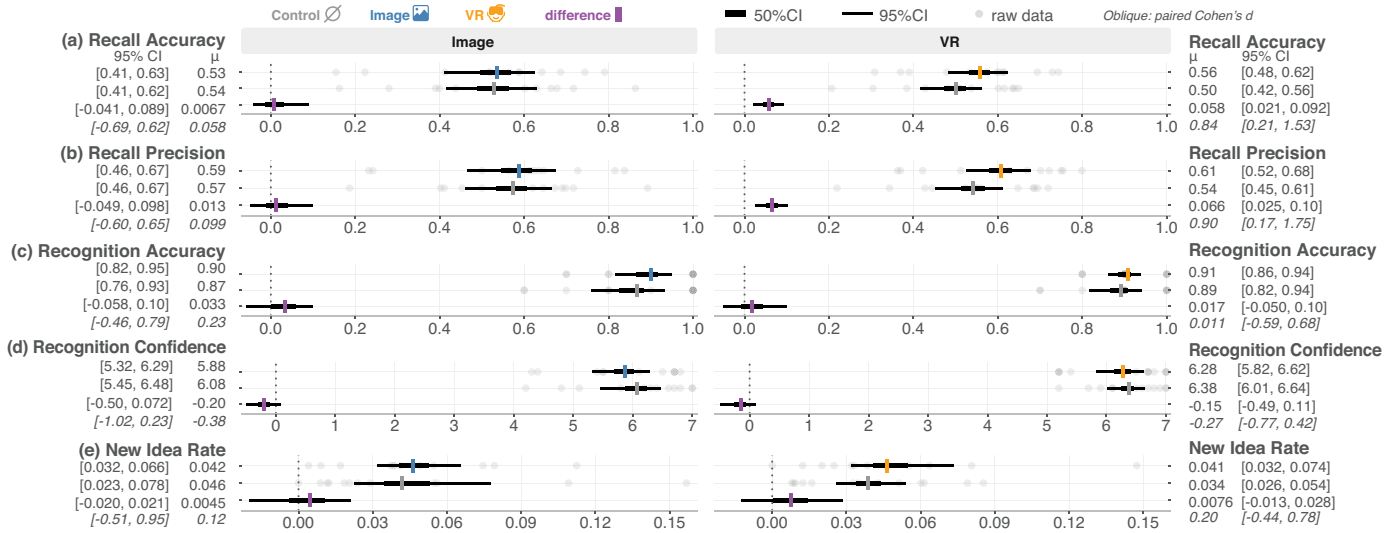 Control Image VR difference 50%CI 95%CI raw data Oblique: paired Cohen's d
(a) Recall Accuracy
95% CI μ
Image
VR
Recall Accuracy
μ 95% CI
[0.41, 0.63] 0.53
[0.41, 0.62] 0.54
[-0.041, 0.089] 0.0067
[-0.69, 0.62] 0.058
0.0 0.2 0.4 0.6 0.8 1.0
0.0 0.2 0.4 0.6 0.8 1.0
0.56 [0.48, 0.62]
0.50 [0.42, 0.56]
0.058 [0.021, 0.092]
0.84 [0.21, 1.53]
(b) Recall Precision
[0.46, 0.67] 0.59
[0.46, 0.67] 0.57
[-0.049, 0.098] 0.013
[-0.60, 0.65] 0.099
0.0 0.2 0.4 0.6 0.8 1.0
0.0 0.2 0.4 0.6 0.8 1.0
Recall Precision
0.61 [0.52, 0.68]
0.54 [0.45, 0.61]
0.066 [0.025, 0.10]
0.90 [0.17, 1.75]
(c) Recognition Accuracy
[0.82, 0.95] 0.90
[0.76, 0.93] 0.87
[-0.058, 0.10] 0.033
[-0.46, 0.79] 0.23
0.0 0.2 0.4 0.6 0.8 1.0
0.0 0.2 0.4 0.6 0.8 1.0
Recognition Accuracy
0.91 [0.86, 0.94]
0.89 [0.82, 0.94]
0.017 [-0.050, 0.10]
0.011 [-0.59, 0.68]
(d) Recognition Confidence
[5.32, 6.29] 5.88
[5.45, 6.48] 6.08
[-0.50, 0.072] -0.20
[-1.02, 0.23] -0.38
0 1 2 3 4 5 6 7
0 1 2 3 4 5 6 7
Recognition Confidence
6.28 [5.82, 6.62]
6.38 [6.01, 6.64]
-0.15 [-0.49, 0.11]
-0.27 [-0.77, 0.42]
(e) New Idea Rate
[0.032, 0.066] 0.042
[0.023, 0.078] 0.046
[-0.020, 0.021] 0.0045
[-0.51, 0.95] 0.12
0.00 0.03 0.06 0.09 0.12 0.15
0.00 0.03 0.06 0.09 0.12 0.15
New Idea Rate
0.041 [0.032, 0.074]
0.034 [0.026, 0.054]
0.0076 [-0.013, 0.028]
0.20 [-0.44, 0.78]